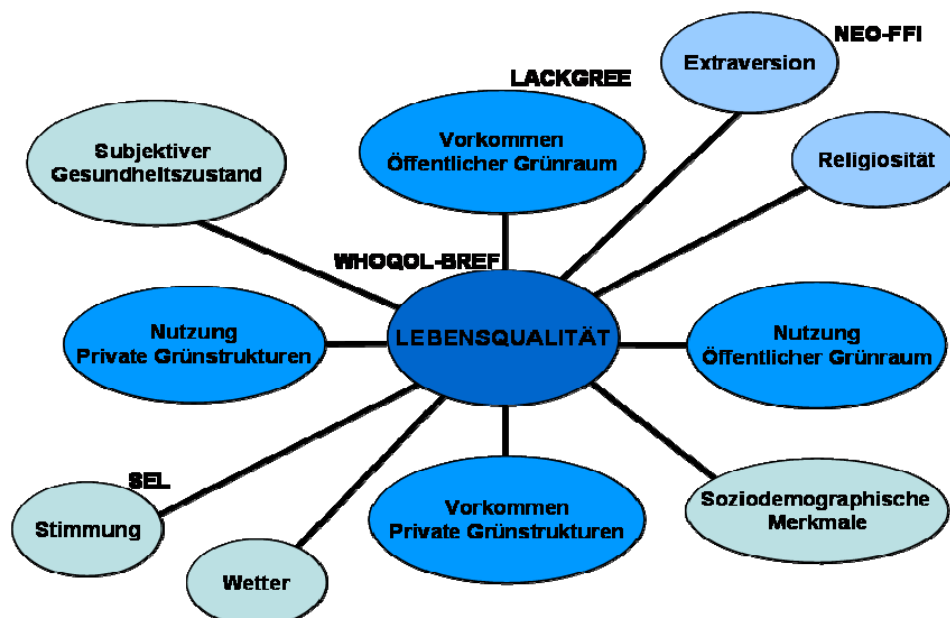 NEO-FFI
Extraversion
LACKGREE
Vorkommen
Öffentlicher Grünraum
Subjektiver
Gesundheitszustand
Religiosität
WHOQOL-BREF
LEBENSQUALITÄT
Nutzung
Private Grünstrukturen
Nutzung
Öffentlicher Grünraum
SEL
Stimmung
Wetter
Vorkommen
Private Grünstrukturen
Soziodemographische
Merkmale